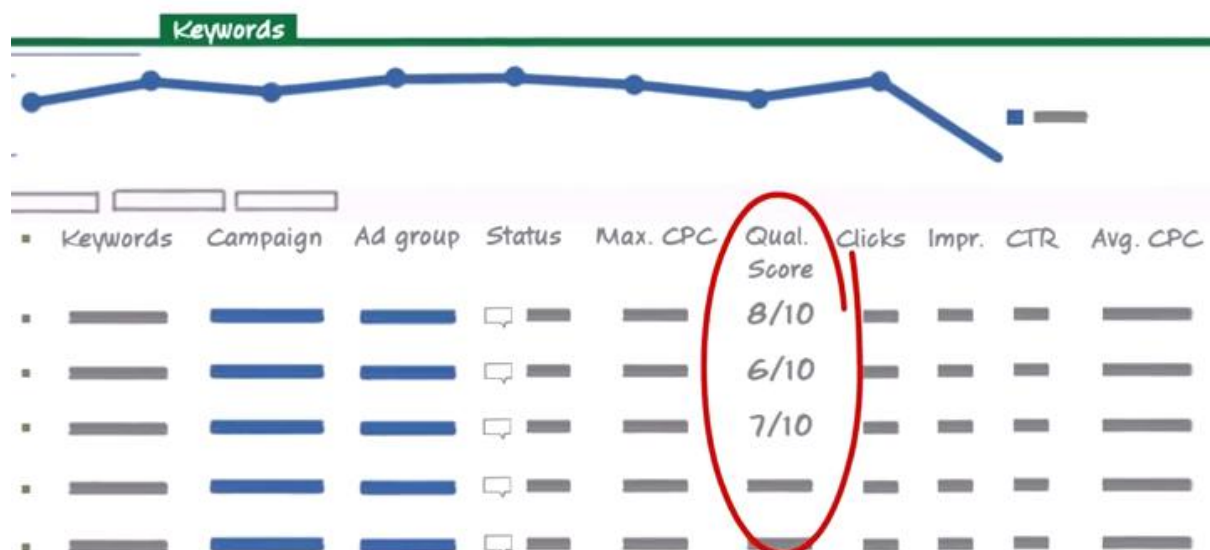 Keywords
Keywords Campaign Ad group Status Max. CPC Qual. Score Clicks Impr. CTR Avg. CPC
8/10
6/10
7/10